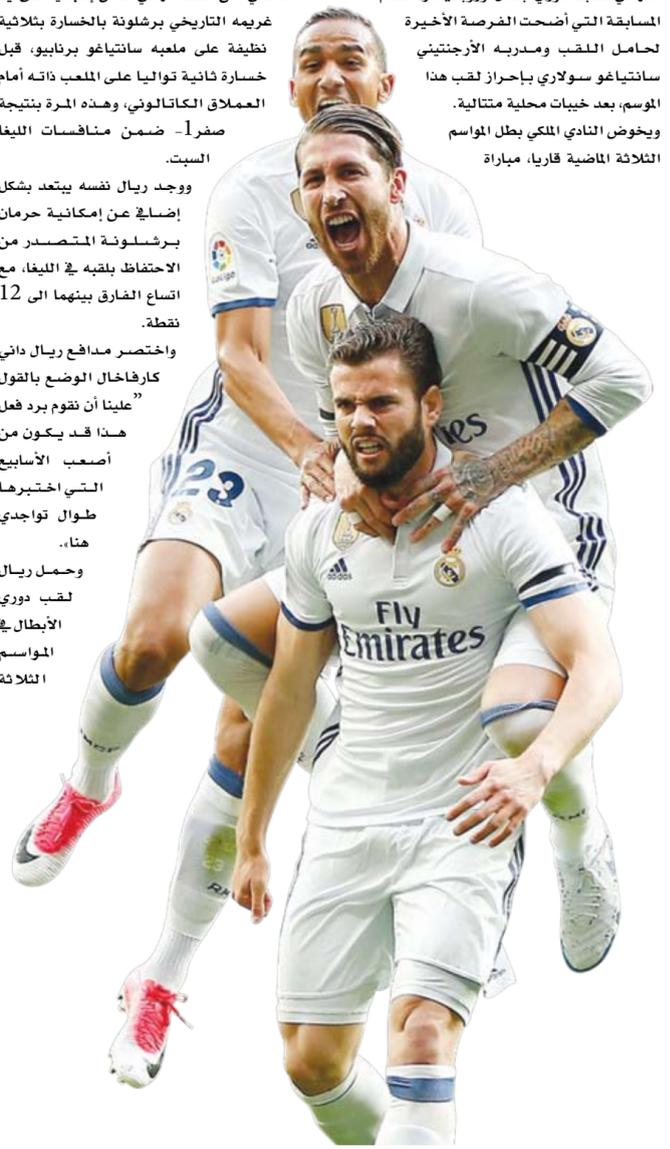 المسابقة التي أضحت الفرصة الأخيرة
لحامل اللقب ومدربه الأرجنتيني
سانتياغو سولاري بإحراز لقب هذا
الموسم، بعد خيبات محلية متتالية.
ويخوض النادي الملكي بطل المواسم
الثلاثة الماضية قاريا، مباراة
غريمه التاريخي برشلونة بالخسارة بثلاثية
نظيفة على ملعبه سانتياغو برنابيو، قبل
خسارة ثانية تواليا على الملعب ذاته أمام
العملاق الكاتالوني، وهذه المرة بنتيجة
صفر1- ضمن منافسات الليغا
السبت.
ووجد ريال نفسه يبتعد بشكل
إضافي عن إمكانية حرمان
برشلونة المتصدر من
الاحتفاظ بلقبه في الليغا، مع
اتساع الفارق بينهما الى 12
نقطة.
واختصر مدافع ريال داني
كارفاخال الوضع بالقول
”علينا أن نقوم برد فعل
هذا قد يكون من
أصعب الأسابيع
التي اختبرها
طوال تواجدي
هنا».
وحمل ريال
لقب دوري
الأبطال في
المواسم
الثلاثة
23
adidas
Fly
Emirates